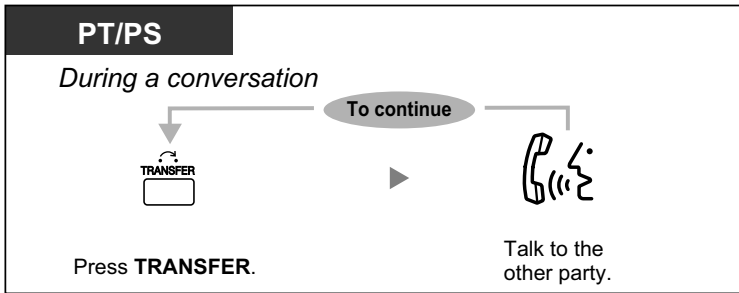 PT/PS
During a conversation
To continue
TRANSFER
Press TRANSFER.
Talk to the
other party.